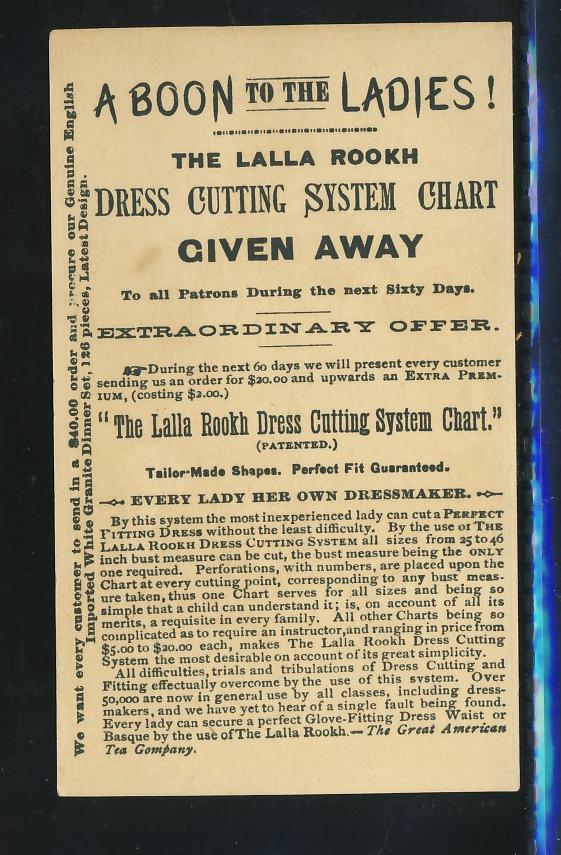 A BOON TO THE LADIES!
THE LALLA ROOKH
DRESS CUTTING SYSTEM CHART
GIVEN AWAY
To all Patrons During the next Sixty Days.
EXTRAORDINARY OFFER.
☛During the next 60 days we will present every customer
sending us an order for $20.00 and upwards an EXTRA PREM-
IUM, (costing $2.00.)
"The Lalla Rookh Dress Cutting System Chart."
(PATENTED.)
Tailor-Made Shapes. Perfect Fit Guaranteed.
EVERY LADY HER OWN DRESSMAKER.
By this system the most inexperienced lady can cut a PERFECT
FITTING DRESS without the least difficulty. By the use of THE
LALLA ROOKH DRESS CUTTING SYSTEM all sizes from 25 to 46
inch bust measure can be cut, the bust measure being the ONLY
one required. Perforations, with numbers, are placed upon the
Chart at every cutting point, corresponding to any bust meas-
ure taken, thus one Chart serves for all sizes and being so
simple that a child can understand it; is, on account of all its
merits, a requisite in every family. All other Charts being so
complicated as to require an instructor, and ranging in price from
$5.00 to $20.00 each, makes The Lalla Rookh Dress Cutting
System the most desirable on account of its great simplicity.
All difficulties, trials and tribulations of Dress Cutting and
Fitting effectually overcome by the use of this system. Over
50,000 are now in general use by all classes, including dress-
makers, and we have yet to hear of a single fault being found.
Every lady can secure a perfect Glove-Fitting Dress Waist or
Basque by the use of The Lalla Rookh.—The Great American
Tea Company.
We want every customer to send in a $40.00 order and procure our Genuine English
Imported White Granite Dinner Set, 126 pieces, Latest Design.